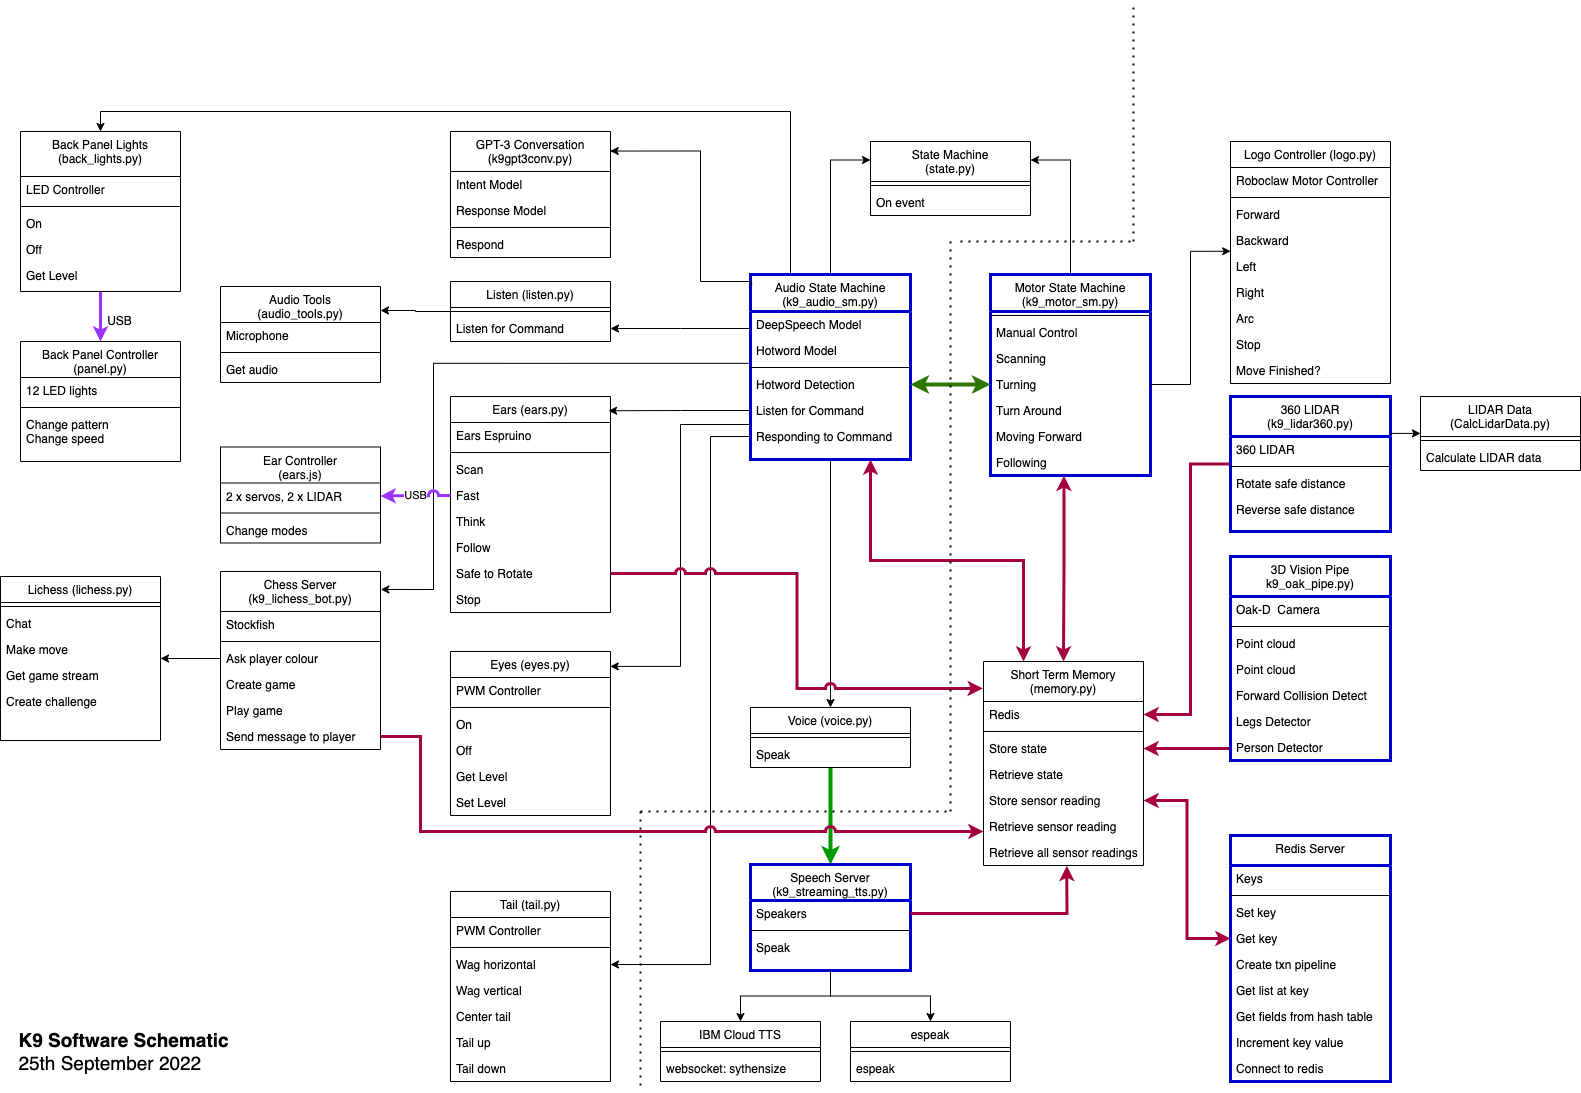 Back Panel Lights
(back_lights.py)
LED Controller
On
Off
Get Level
USB
Back Panel Controller
(panel.py)
12 LED lights
Change pattern
Change speed
Audio Tools
(audio_tools.py)
Microphone
Get audio
Ear Controller
(ears.js)
2 x servos, 2 x LIDAR
Change modes
USB
Lichess (lichess.py)
Chat
Make move
Get game stream
Create challenge
Chess Server
(k9_lichess_bot.py)
Stockfish
Ask player colour
Create game
Play game
Send message to player
GPT-3 Conversation
(k9gpt3conv.py)
Intent Model
Response Model
Respond
Listen (listen.py)
Listen for Command
Ears (ears.py)
Ears Espruino
Scan
Fast
Think
Follow
Safe to Rotate
Stop
Eyes (eyes.py)
PWM Controller
On
Off
Get Level
Set Level
Tail (tail.py)
PWM Controller
Wag horizontal
Wag vertical
Center tail
Tail up
Tail down
State Machine
(state.py)
On event
Audio State Machine
(k9_audio_sm.py)
DeepSpeech Model
Hotword Model
Hotword Detection
Listen for Command
Responding to Command
Motor State Machine
(k9_motor_sm.py)
Manual Control
Scanning
Turning
Turn Around
Moving Forward
Following
Voice (voice.py)
Speak
Speech Server
(k9_streaming_tts.py)
Speakers
Speak
IBM Cloud TTS
websocket: sythensize
espeak
espeak
Short Term Memory
(memory.py)
Redis
Store state
Retrieve state
Store sensor reading
Retrieve sensor reading
Retrieve all sensor readings
Logo Controller (logo.py)
Roboclaw Motor Controller
Forward
Backward
Left
Right
Arc
Stop
Move Finished?
360 LIDAR
(k9_lidar360.py)
360 LIDAR
Rotate safe distance
Reverse safe distance
LIDAR Data
(CalcLidarData.py)
Calculate LIDAR data
3D Vision Pipe
k9_oak_pipe.py)
Oak-D  Camera
Point cloud
Point cloud
Forward Collision Detect
Legs Detector
Person Detector
Redis Server
Keys
Set key
Get key
Create txn pipeline
Get list at key
Get fields from hash table
Increment key value
Connect to redis
K9 Software Schematic
25th September 2022